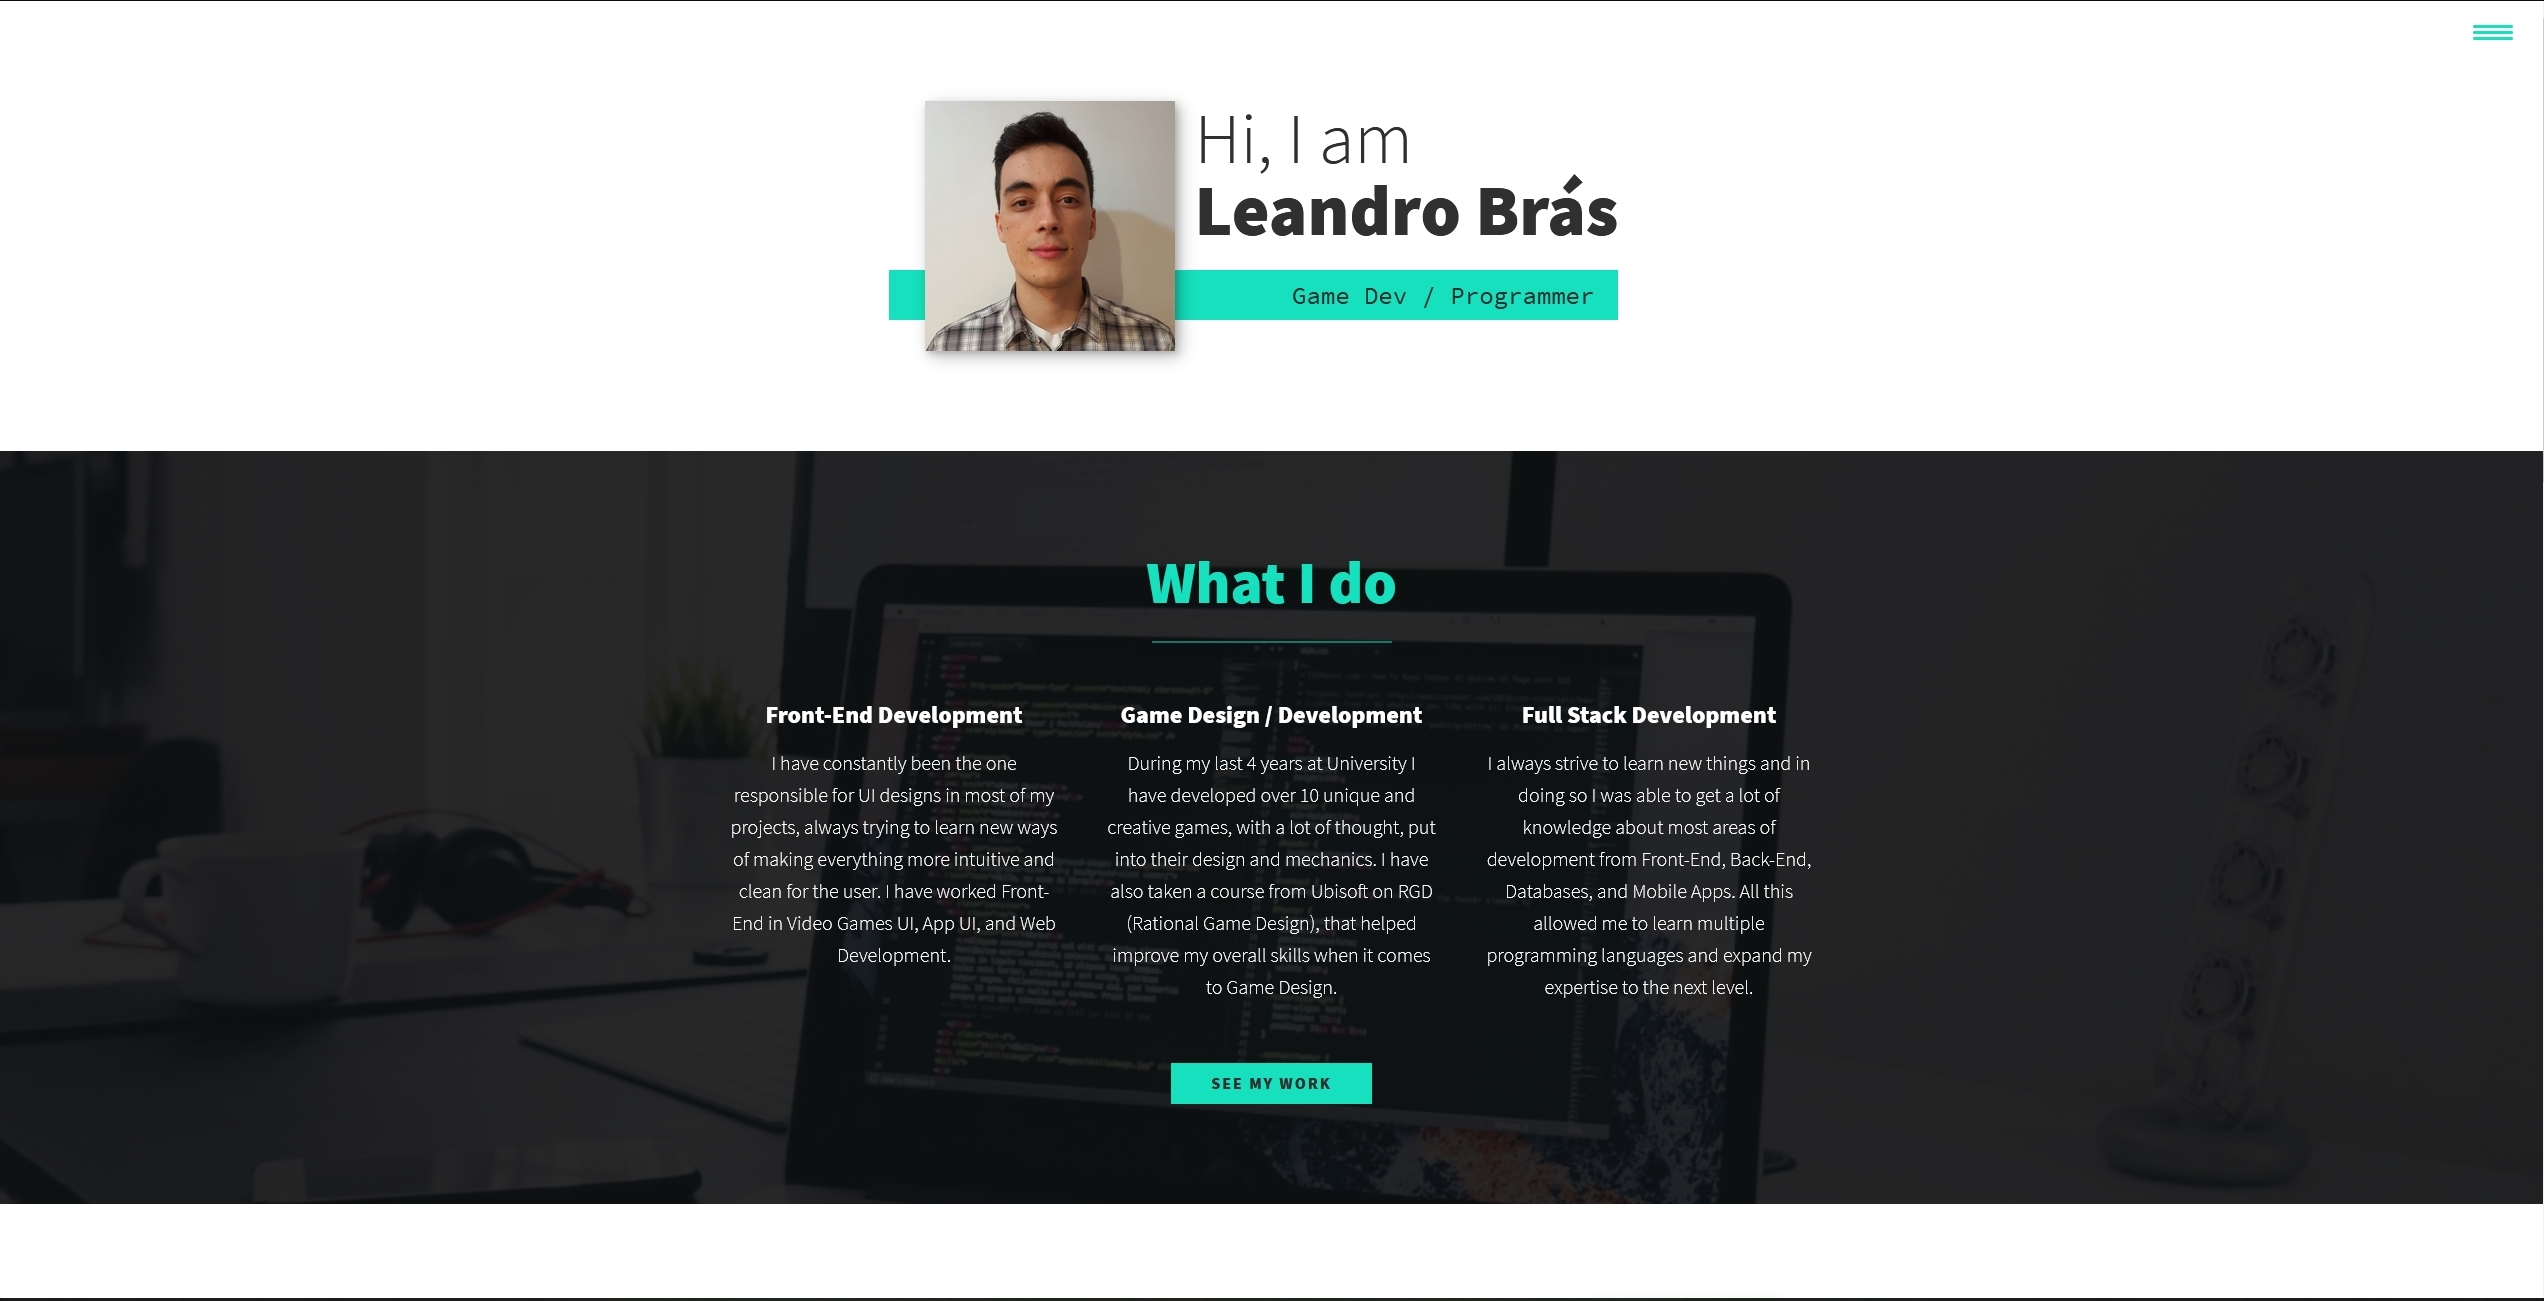 Hi, I am
Leandro Brás
Game Dev / Programmer
What I do
Front-End Development
I have constantly been the one
responsible for UI designs in most of my
projects, always trying to learn new ways
of making everything more intuitive and
clean for the user. I have worked Front-
End in Video Games UI, App UI, and Web
Development.
Game Design / Development
During my last 4 years at University I
have developed over 10 unique and
creative games, with a lot of thought, put
into their design and mechanics. I have
also taken a course from Ubisoft on RGD
(Rational Game Design), that helped
improve my overall skills when it comes
to Game Design.
Full Stack Development
I always strive to learn new things and in
doing so I was able to get a lot of
knowledge about most areas of
development from Front-End, Back-End,
Databases, and Mobile Apps. All this
allowed me to learn multiple
programming languages and expand my
expertise to the next level.
SEE MY WORK